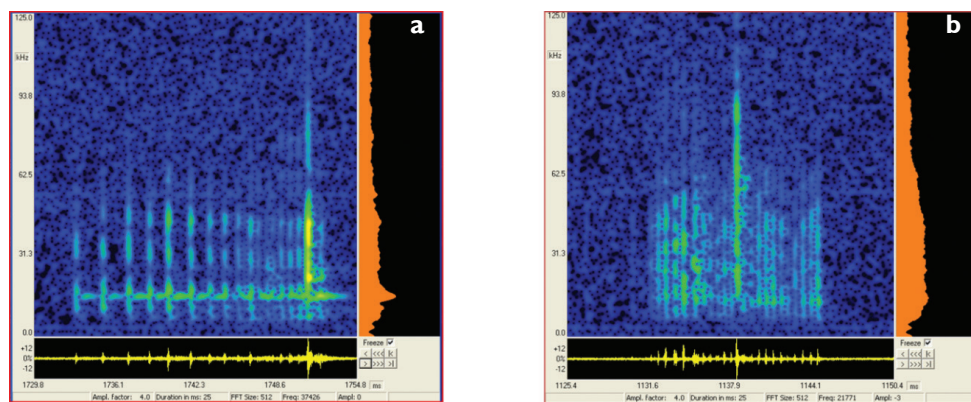 a
125.0
kHz
93.8
62.5
31.3
0.0
+12
0%
-12
Freeze
< <<< |<
> >>> >|
1729.8 1736.1 1742.3 1748.6 1754.8 ms
Ampl. factor: 4.0 Duration in ms: 25 FFT Size: 512 Freq: 37426 Ampl: 0
b
125.0
kHz
93.8
62.5
31.3
0.0
+12
0%
-12
Freeze
< <<< |<
> >>> >|
1125.4 1131.6 1137.9 1144.1 1150.4 ms
Ampl. factor: 4.0 Duration in ms: 25 FFT Size: 512 Freq: 21771 Ampl: -3